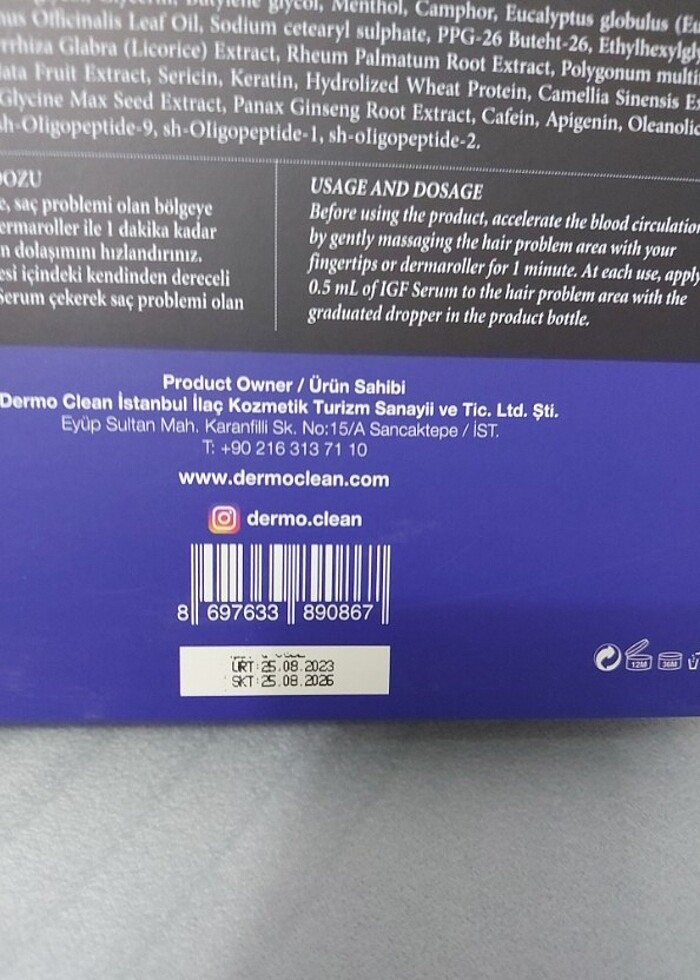 Glycerin, Butylene glycol, Menthol, Camphor, Eucalyptus globulus
Officinalis Leaf Oil, Sodium cetearyl sulphate, PPG-26 Buteht-26,
Glabra (Licorice) Extract, Rheum Palmatum Root Extract, Polygonum
Fruit Extract, Sericin, Keratin, Hydrolized Wheat Protein, Camellia Sinensis
Glycine Max Seed Extract, Panax Ginseng Root Extract, Cafein, Apigenin,
sh-Oligopeptide-9, sh-Oligopeptide-1, sh-oligopeptide-2.
DOZU
e, saç problemi olan bölgeye
ermaroller ile 1 dakika kadar
n dolaşımını hızlandırınız.
esi içindeki kendinden dereceli
Serum çekerek saç problemi olan
USAGE AND DOSAGE
Before using the product, accelerate the blood circulation
by gently massaging the hair problem area with your
fingertips or dermaroller for 1 minute. At each use, apply
0.5 mL of IGF Serum to the hair problem area with the
graduated dropper in the product bottle.
Product Owner / Ürün Sahibi
Dermo Clean İstanbul İlaç Kozmetik Turizm Sanayii ve Tic. Ltd. Şti.
Eyüp Sultan Mah. Karanfilli Sk. No:15/A Sancaktepe / İST.
T: +90 216 313 71 10
www.dermoclean.com
dermo.clean
8 697633 890867
ÜRT:25.08.2023
SKT:25.08.2026
12M 36M